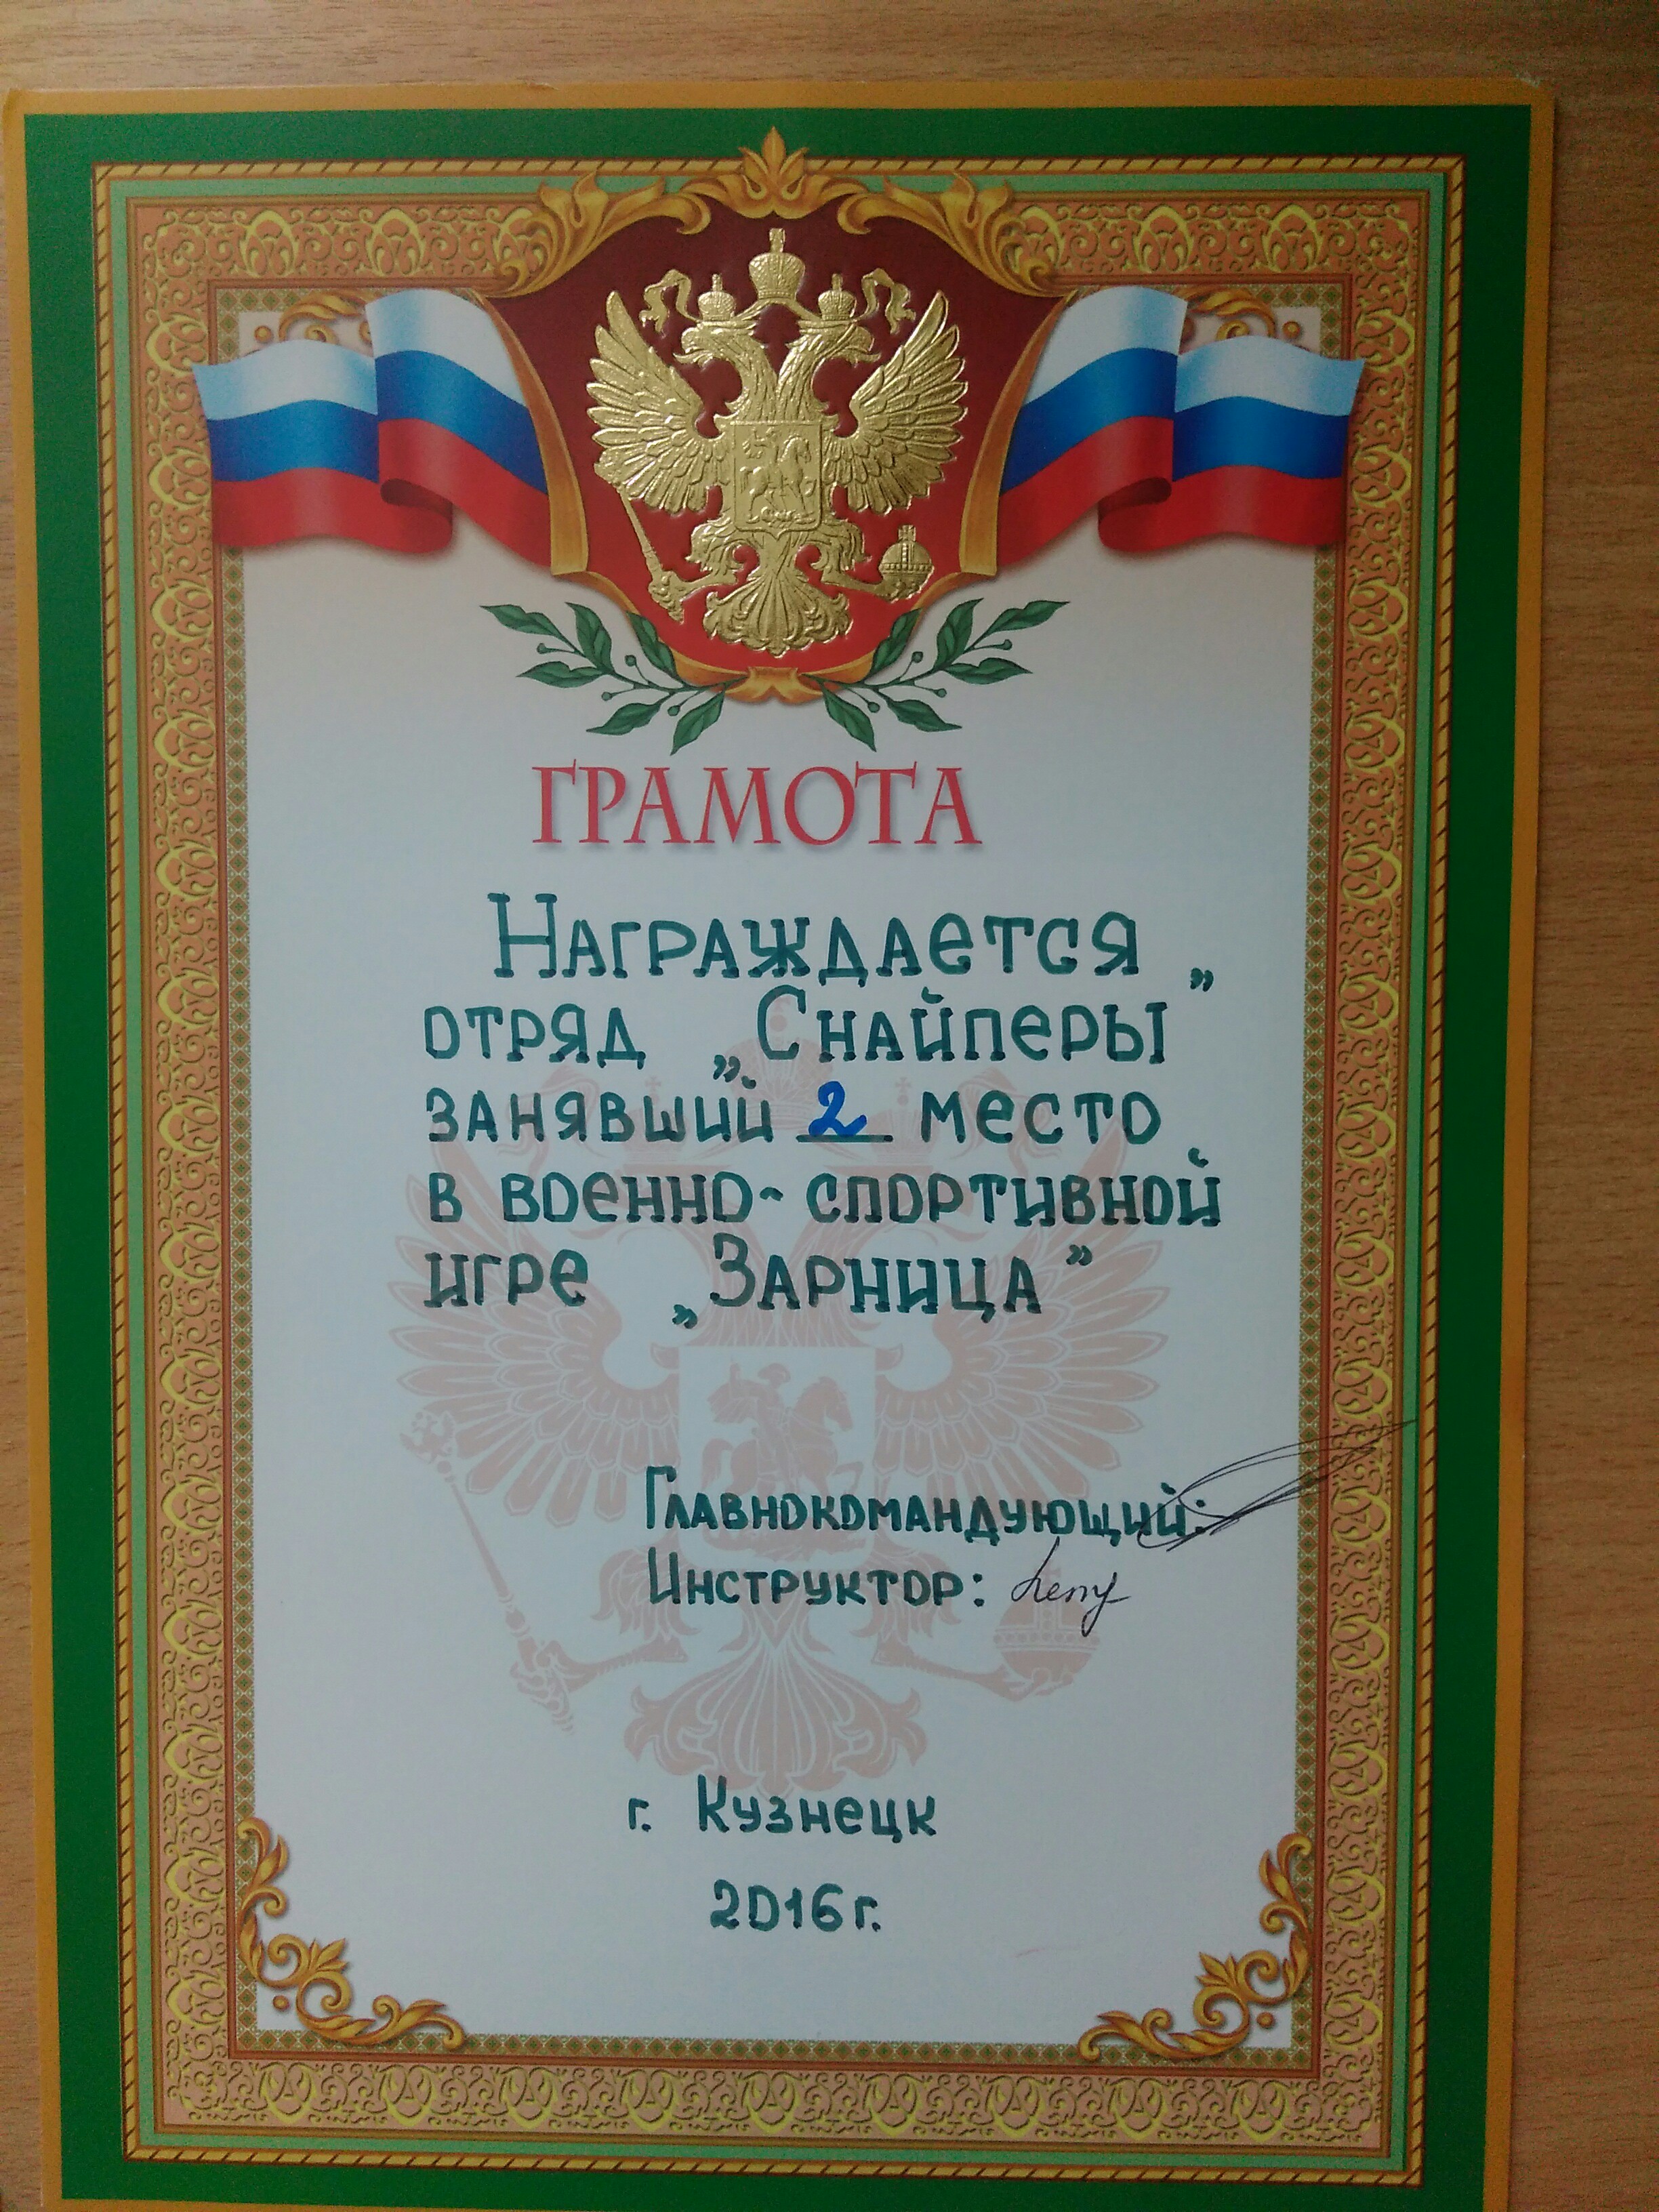 ГРАМОТА
Награждается
отряд „Снайперы”
занявший 2 место
в военно-спортивной
игре „Зарница”
Главнокомандующий:
Инструктор:
г. Кузнецк
2016г.